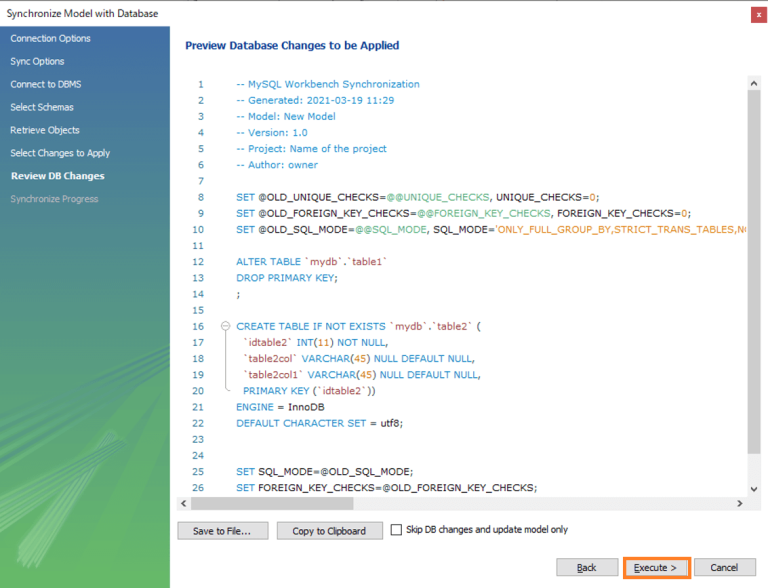 Synchronize Model with Database
x
Connection Options
Sync Options
Connect to DBMS
Select Schemas
Retrieve Objects
Select Changes to Apply
Review DB Changes
Synchronize Progress
Preview Database Changes to be Applied
1 -- MySQL Workbench Synchronization
2 -- Generated: 2021-03-19 11:29
3 -- Model: New Model
4 -- Version: 1.0
5 -- Project: Name of the project
6 -- Author: owner
7
8 SET @OLD_UNIQUE_CHECKS=@@UNIQUE_CHECKS, UNIQUE_CHECKS=0;
9 SET @OLD_FOREIGN_KEY_CHECKS=@@FOREIGN_KEY_CHECKS, FOREIGN_KEY_CHECKS=0;
10 SET @OLD_SQL_MODE=@@SQL_MODE, SQL_MODE='ONLY_FULL_GROUP_BY,STRICT_TRANS_TABLES,NO
11
12 ALTER TABLE `mydb`.`table1`
13 DROP PRIMARY KEY;
14 ;
15
16 CREATE TABLE IF NOT EXISTS `mydb`.`table2` (
17 `idtable2` INT(11) NOT NULL,
18 `table2col` VARCHAR(45) NULL DEFAULT NULL,
19 `table2col1` VARCHAR(45) NULL DEFAULT NULL,
20 PRIMARY KEY (`idtable2`))
21 ENGINE = InnoDB
22 DEFAULT CHARACTER SET = utf8;
23
24
25 SET SQL_MODE=@OLD_SQL_MODE;
26 SET FOREIGN_KEY_CHECKS=@OLD_FOREIGN_KEY_CHECKS;
Save to File...
Copy to Clipboard
Skip DB changes and update model only
Back
Execute >
Cancel